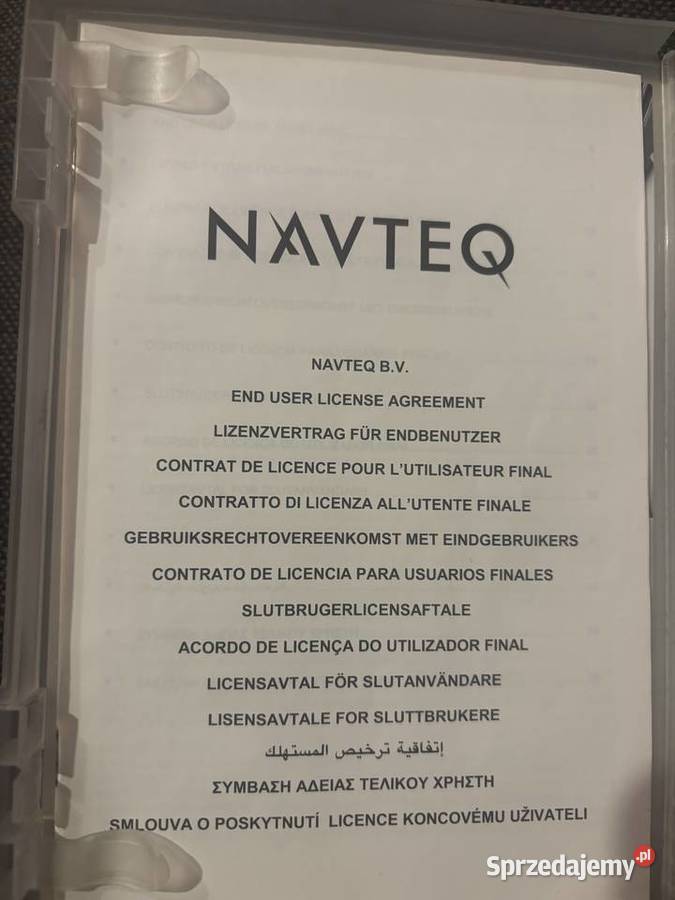 NAVTEQ
NAVTEQ B.V.
END USER LICENSE AGREEMENT
LIZENZVERTRAG FÜR ENDBENUTZER
CONTRAT DE LICENCE POUR L'UTILISATEUR FINAL
CONTRATTO DI LICENZA ALL'UTENTE FINALE
GEBRUIKSRECHTOVEREENKOMST MET EINDGEBRUIKERS
CONTRATO DE LICENCIA PARA USUARIOS FINALES
SLUTBRUGERLICENSAFTALE
ACORDO DE LICENÇA DO UTILIZADOR FINAL
LICENSAVTAL FÖR SLUTANVÄNDARE
LISENSAVTALE FOR SLUTTBRUKERE
إتفاقية ترخيص المستهلك
ΣΥΜΒΑΣΗ ΑΔΕΙΑΣ ΤΕΛΙΚΟΥ ΧΡΗΣΤΗ
SMLOUVA O POSKYTNUTÍ LICENCE KONCOVÉMU UŽIVATELI
Sprzedajemy.pl